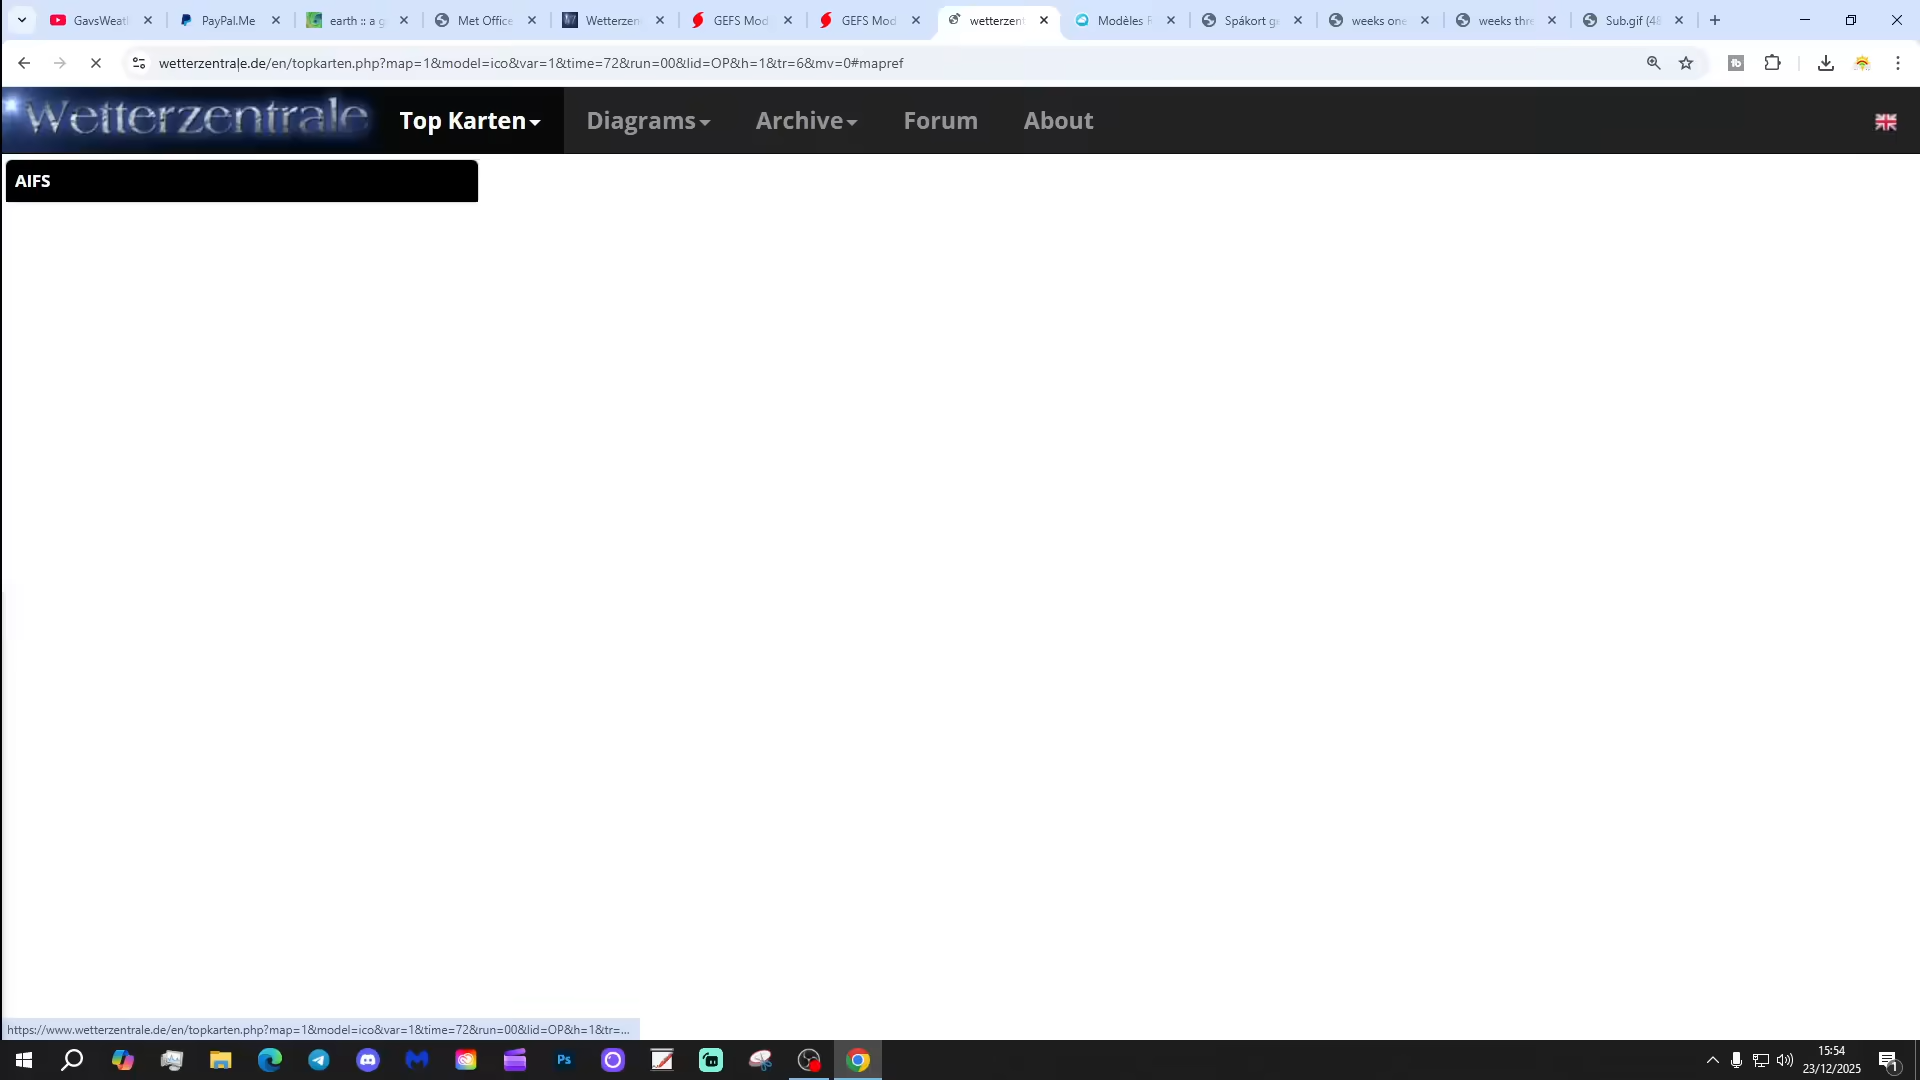 GavsWeat
PayPal.Me
earth :: a g
Met Office
Wetterzen
GEFS Mod
GEFS Mod
wetterzent
Modèles
Spákort g
weeks one
weeks thr
Sub.gif (48
wetterzentrale.de/en/topkarten.php?map=1&model=ico&var=1&time=72&run=00&lid=OP&h=1&tr=6&mv=0#mapref
Wetterzentrale
Top Karten
Diagrams
Archive
Forum
About
AIFS
https://www.wetterzentrale.de/en/topkarten.php?map=1&model=ico&var=1&time=72&run=00&lid=OP&h=1&tr=...
Ps
15:54
23/12/2025
1